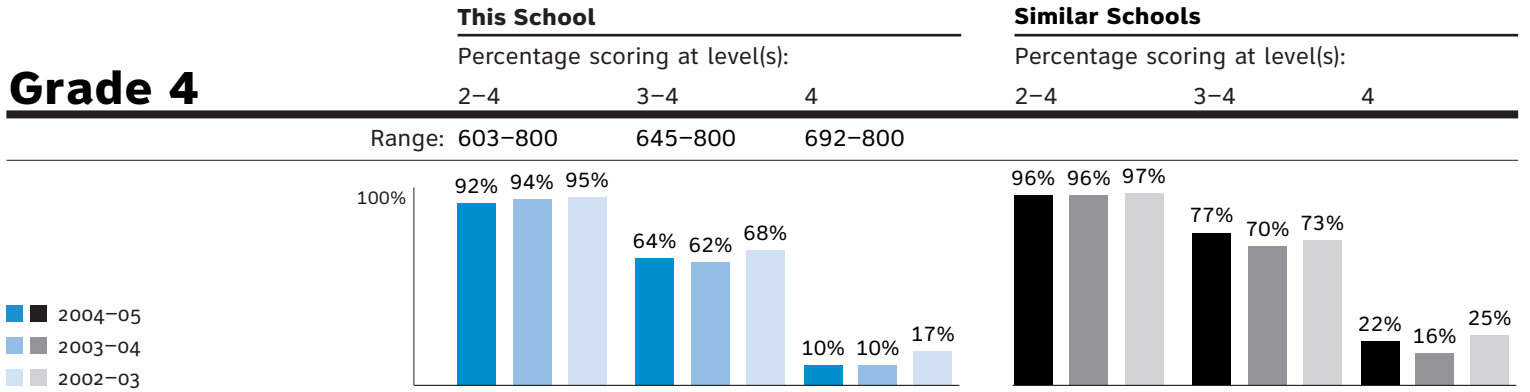 This School Similar Schools
Percentage scoring at level(s): Percentage scoring at level(s):
Grade 4 2–4 3–4 4 2–4 3–4 4
Range: 603–800 645–800 692–800
100% 92% 94% 95% 64% 62% 68% 10% 10% 17% 96% 96% 97% 77% 70% 73% 22% 16% 25%
2004–05
2003–04
2002–03